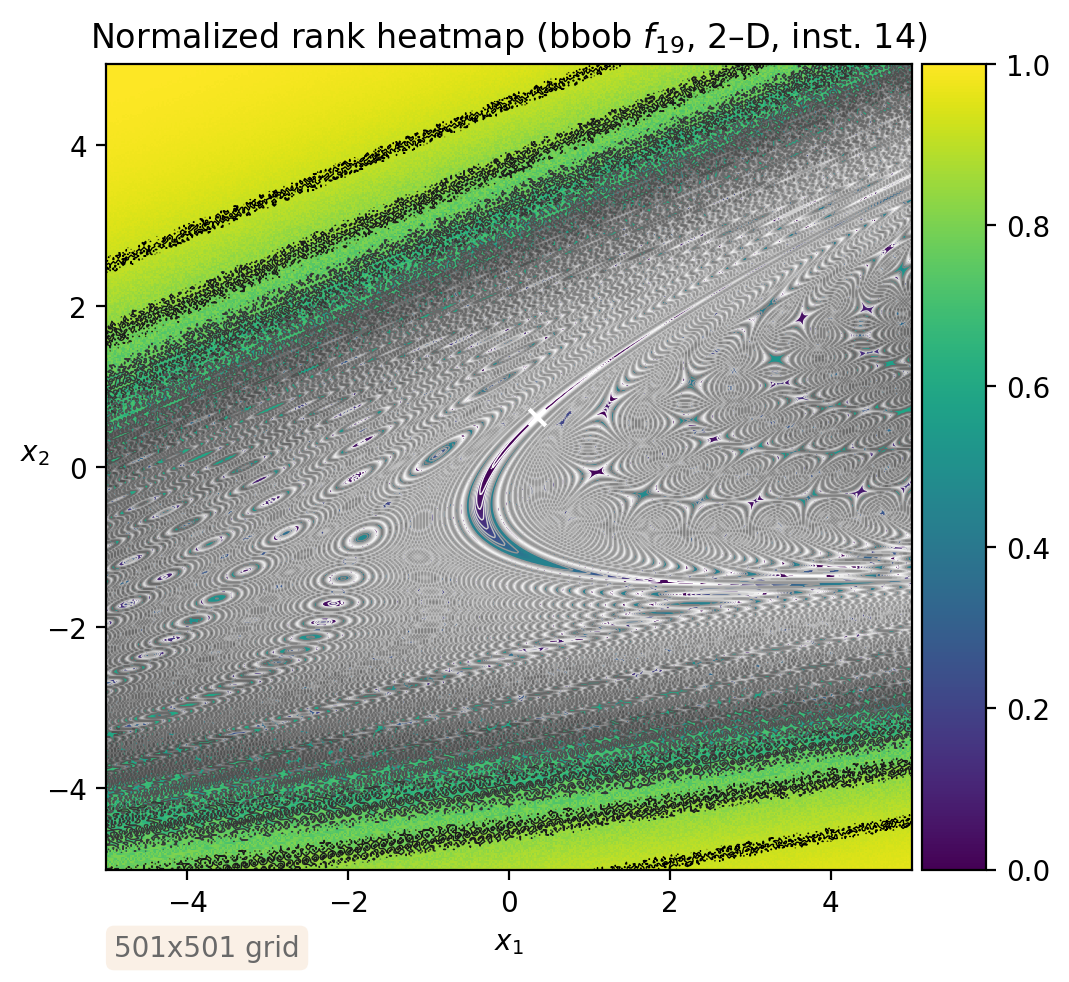 Normalized rank heatmap (bbob f₁₉, 2–D, inst. 14)
1.0
0.8
0.6
0.4
0.2
0.0
4
2
0
−2
−4
x₂
−4 −2 0 2 4
x₁
501x501 grid